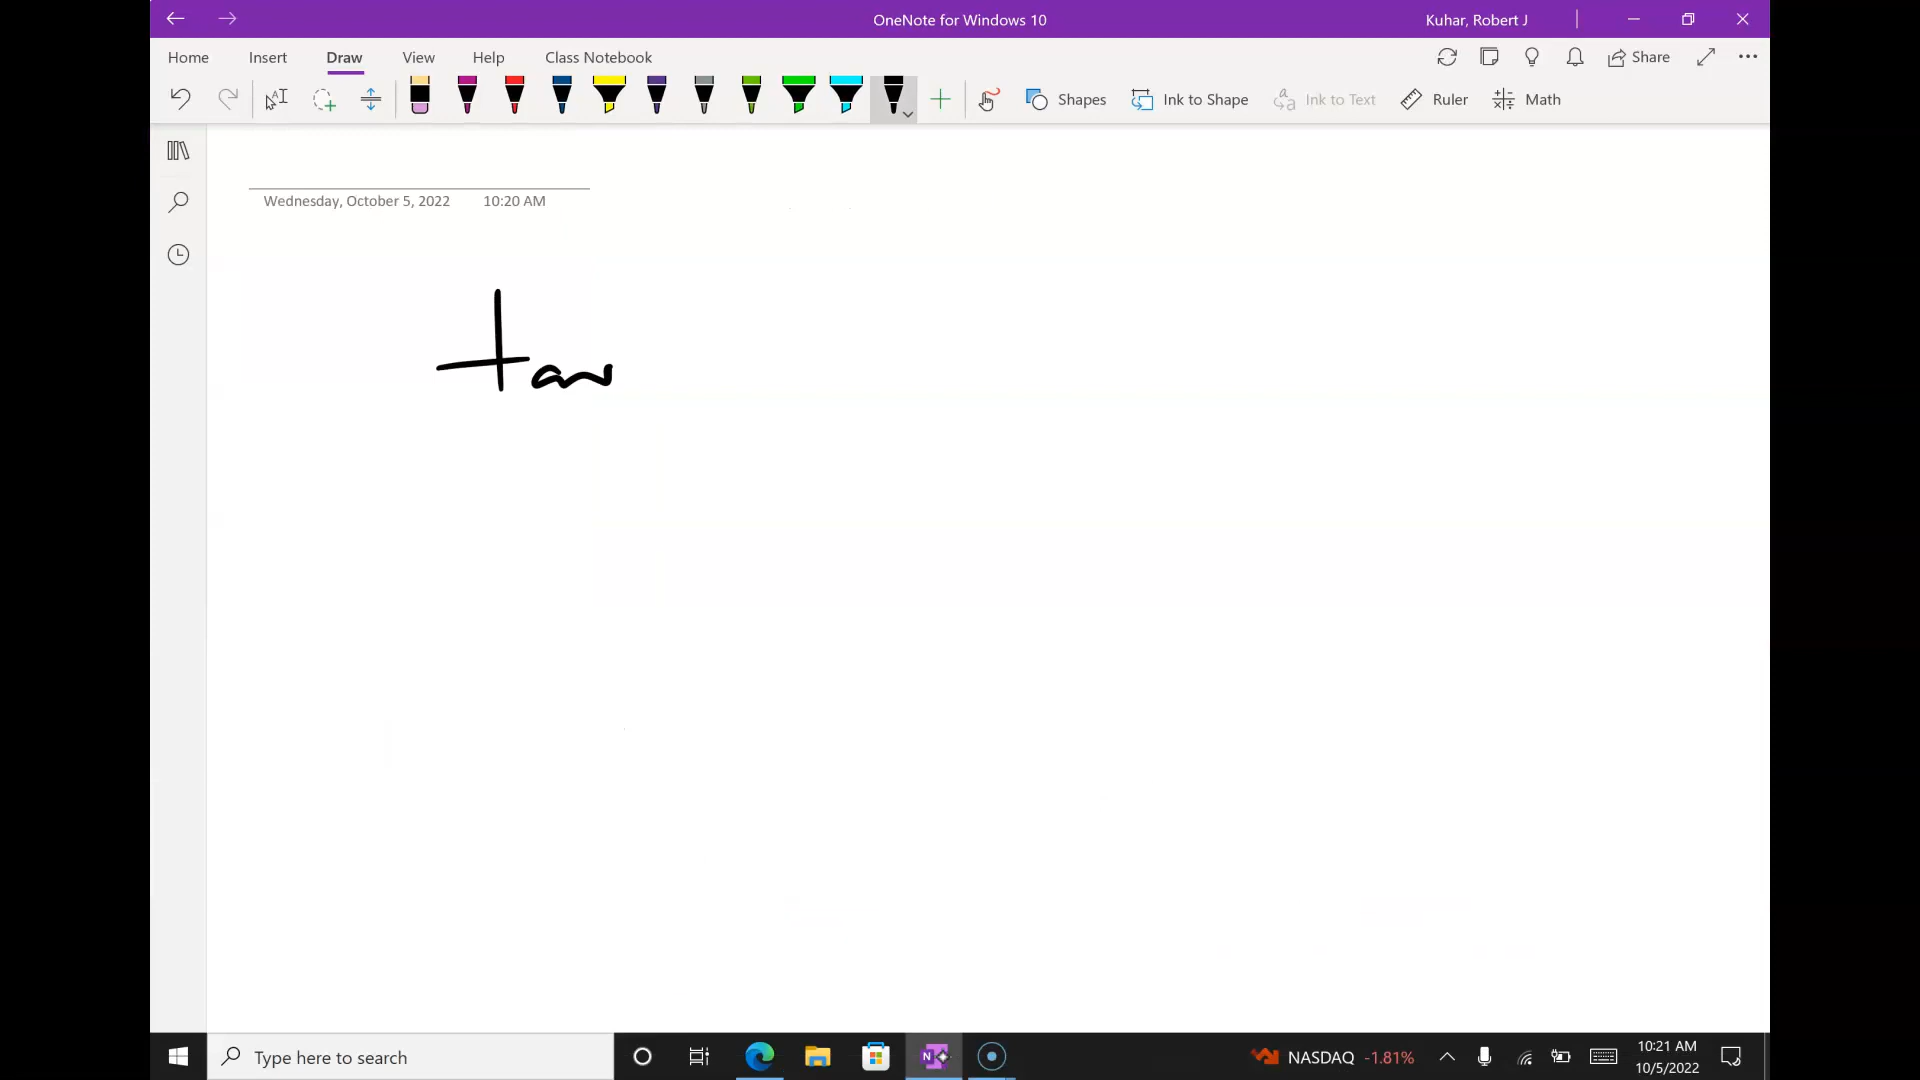 OneNote for Windows 10
Kuhar, Robert J
Home Insert Draw View Help Class Notebook
Share
Shapes Ink to Shape Ink to Text Ruler Math
Wednesday, October 5, 2022 10:20 AM
tan
Type here to search
NASDAQ -1.81%
10:21 AM
10/5/2022